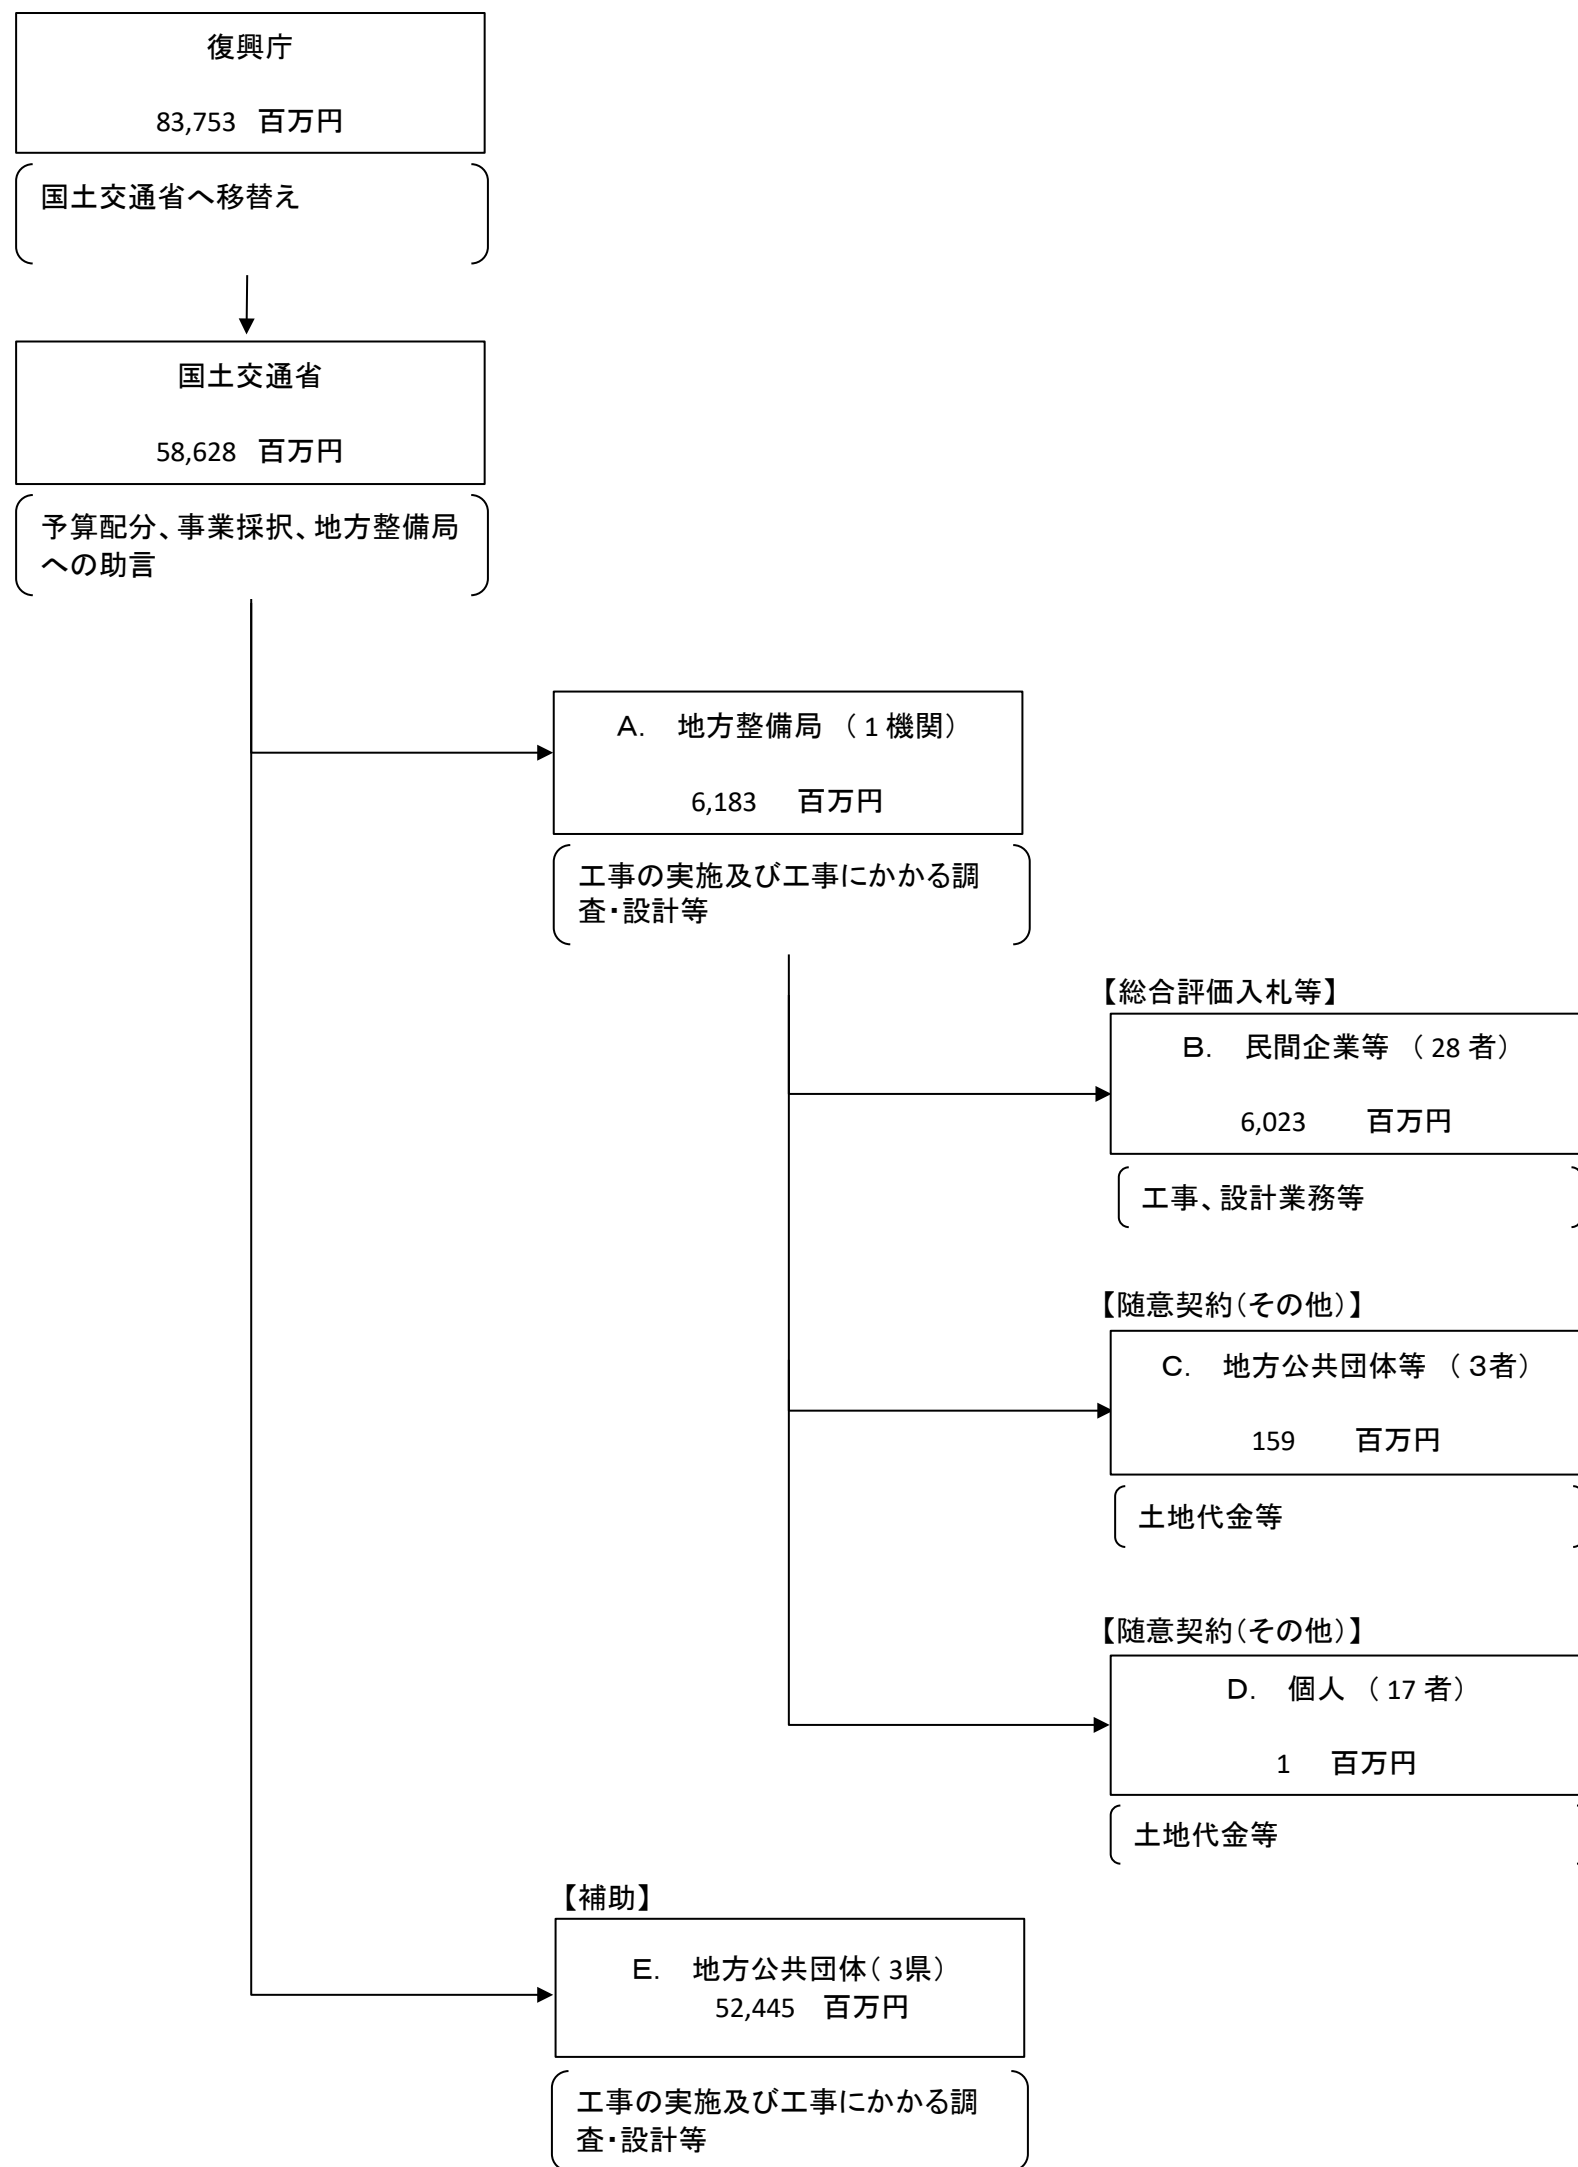 復興庁
83,753 百万円
国土交通省へ移替え
国土交通省
58,628 百万円
予算配分、事業採択、地方整備局
への助言
A. 地方整備局 （1機関）
6,183 百万円
工事の実施及び工事にかかる調
査・設計等
【総合評価入札等】
B. 民間企業等 （28者）
6,023 百万円
工事、設計業務等
【随意契約（その他）】
C. 地方公共団体等 （3者）
159 百万円
土地代金等
【随意契約（その他）】
D. 個人 （17者）
1 百万円
土地代金等
【補助】
E. 地方公共団体（3県）
52,445 百万円
工事の実施及び工事にかかる調
査・設計等